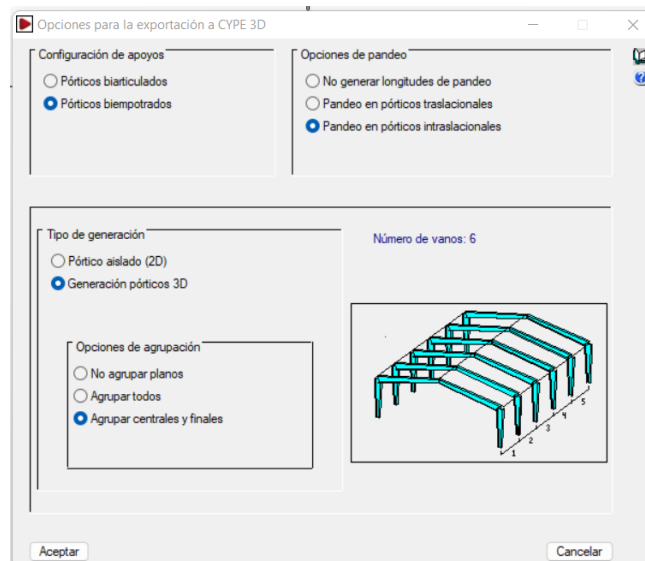 Opciones para la exportación a CYPE 3D
Configuración de apoyos
Pórticos biarticulados
Pórticos biempotrados
Opciones de pandeo
No generar longitudes de pandeo
Pandeo en pórticos traslacionales
Pandeo en pórticos intraslacionales
Tipo de generación
Pórtico aislado (2D)
Generación pórticos 3D
Número de vanos: 6
Opciones de agrupación
No agrupar planos
Agrupar todos
Agrupar centrales y finales
1
2
3
4
5
Aceptar
Cancelar